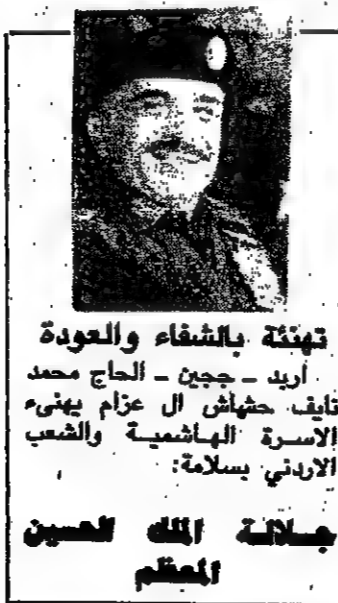 تهنئة بالشفاء والعودة
اربد - ججين - الحاج محمد
نايف حشاش ال عزام يهنىء
الاسرة الهاشمية والشعب
الاردني بسلامة:
جلالة الملك الحسين
المعظم